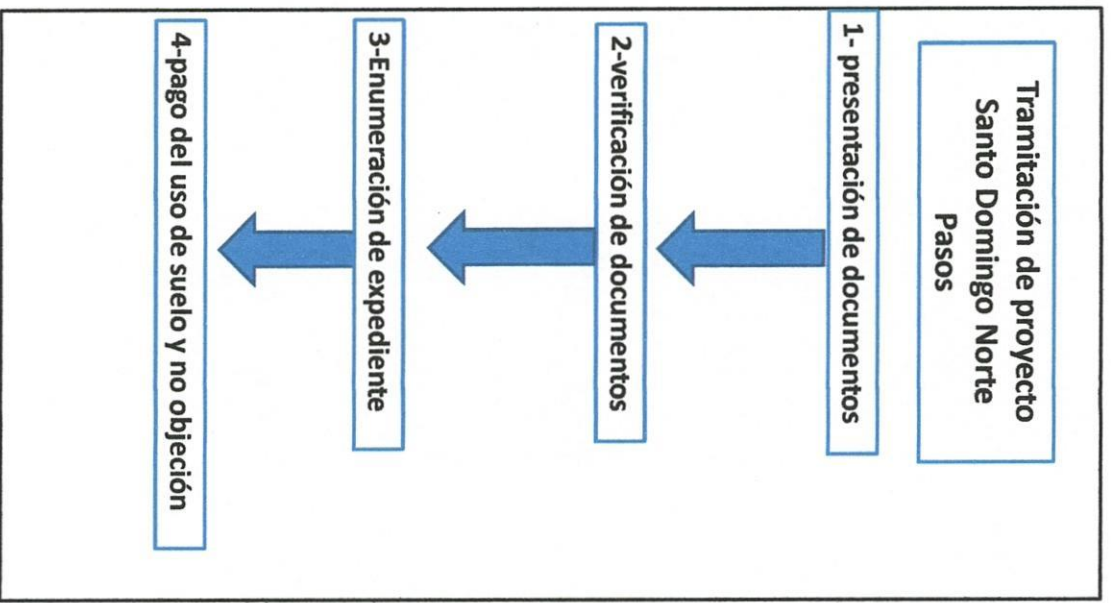 Tramitación de proyecto
Santo Domingo Norte
Pasos
1- presentación de documentos
2-verificación de documentos
3-Enumeración de expediente
4-pago del uso de suelo y no objeción